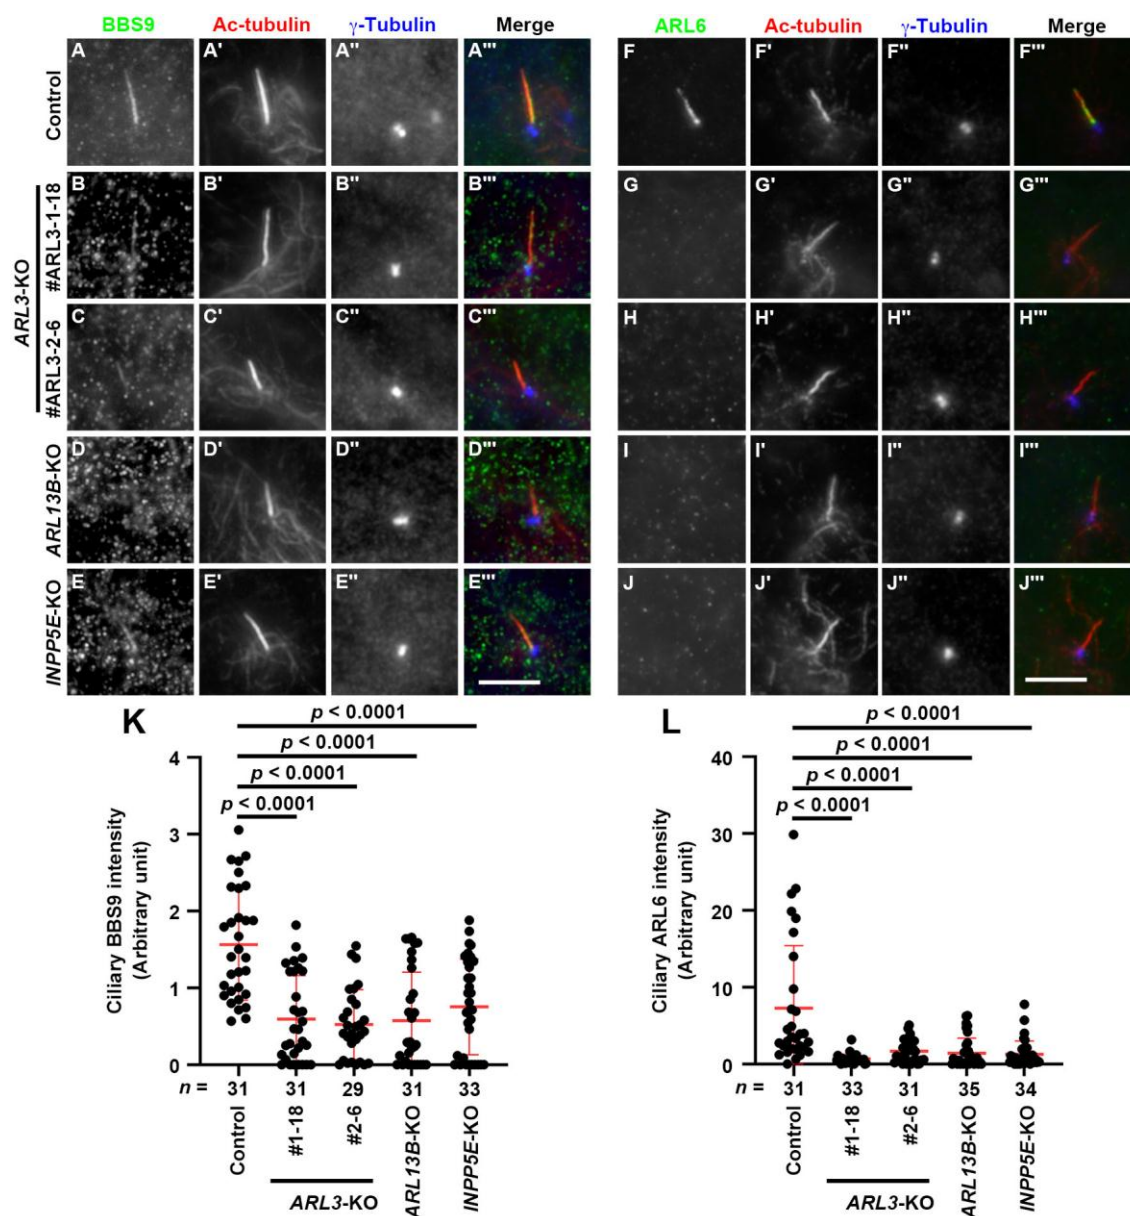 BBS9 Ac-tubulin γ-Tubulin Merge
ARL6 Ac-tubulin γ-Tubulin Merge
Control
A A' A" A"'
F F' F" F"'
ARL3-KO
#ARL3-1-18
B B' B" B"'
G G' G" G"'
#ARL3-2-6
C C' C" C"'
H H' H" H"'
ARL13B-KO
D D' D" D"'
I I' I" I"'
INPP5E-KO
E E' E" E"'
J J' J" J"'
K
p < 0.0001
p < 0.0001
p < 0.0001
p < 0.0001
Ciliary BBS9 intensity
(Arbitrary unit)
4
3
2
1
0
n = 31 31 29 31 33
Control
#1-18
#2-6
ARL3-KO
ARL13B-KO
INPP5E-KO
L
p < 0.0001
p < 0.0001
p < 0.0001
p < 0.0001
Ciliary ARL6 intensity
(Arbitrary unit)
40
30
20
10
0
31 33 31 35 34
Control
#1-18
#2-6
ARL3-KO
ARL13B-KO
INPP5E-KO